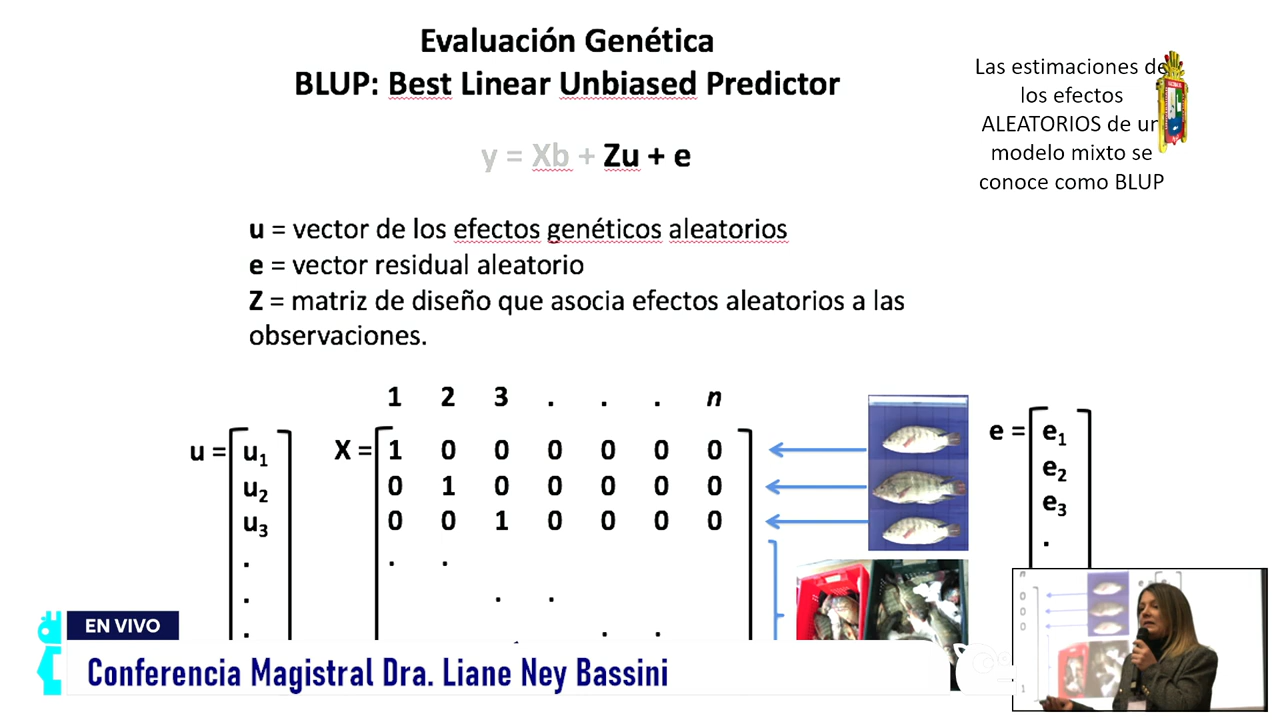 Evaluación Genética
BLUP: Best Linear Unbiased Predictor
Las estimaciones de
los efectos
ALEATORIOS de un
modelo mixto se
conoce como BLUP
y = Xb + Zu + e
u = vector de los efectos genéticos aleatorios
e = vector residual aleatorio
Z = matriz de diseño que asocia efectos aleatorios a las
observaciones.
1 2 3 . . . n
u = u1 u2 u3 . . .
X =
1 0 0 0 0 0 0
0 1 0 0 0 0 0
0 0 1 0 0 0 0
. .
. .
. .
e = e1 e2 e3 .
EN VIVO
Conferencia Magistral Dra. Liane Ney Bassini
n
0
0
0
1